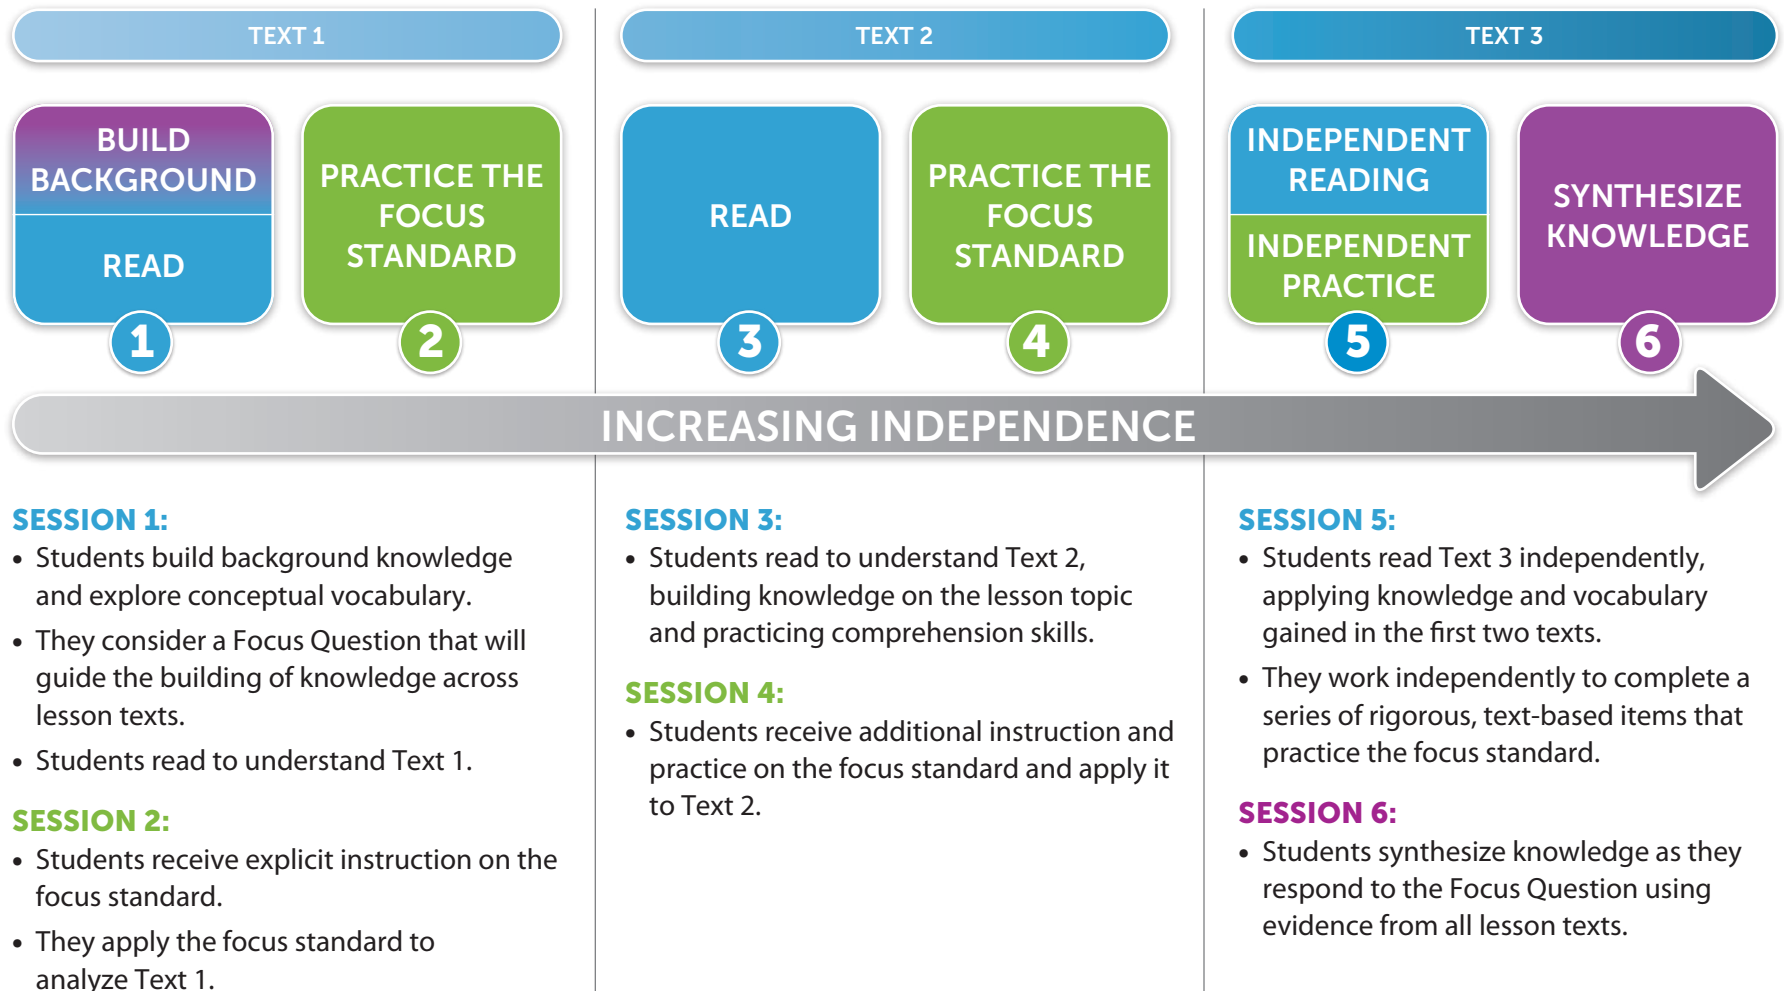 TEXT 1
TEXT 2
TEXT 3
BUILD
BACKGROUND
READ
1
PRACTICE THE
FOCUS
STANDARD
2
READ
3
PRACTICE THE
FOCUS
STANDARD
4
INDEPENDENT
READING
INDEPENDENT
PRACTICE
5
SYNTHESIZE
KNOWLEDGE
6
INCREASING INDEPENDENCE
SESSION 1:
• Students build background knowledge
and explore conceptual vocabulary.
• They consider a Focus Question that will
guide the building of knowledge across
lesson texts.
• Students read to understand Text 1.
SESSION 2:
• Students receive explicit instruction on the
focus standard.
• They apply the focus standard to
analyze Text 1.
SESSION 3:
• Students read to understand Text 2,
building knowledge on the lesson topic
and practicing comprehension skills.
SESSION 4:
• Students receive additional instruction and
practice on the focus standard and apply it
to Text 2.
SESSION 5:
• Students read Text 3 independently,
applying knowledge and vocabulary
gained in the first two texts.
• They work independently to complete a
series of rigorous, text-based items that
practice the focus standard.
SESSION 6:
• Students synthesize knowledge as they
respond to the Focus Question using
evidence from all lesson texts.